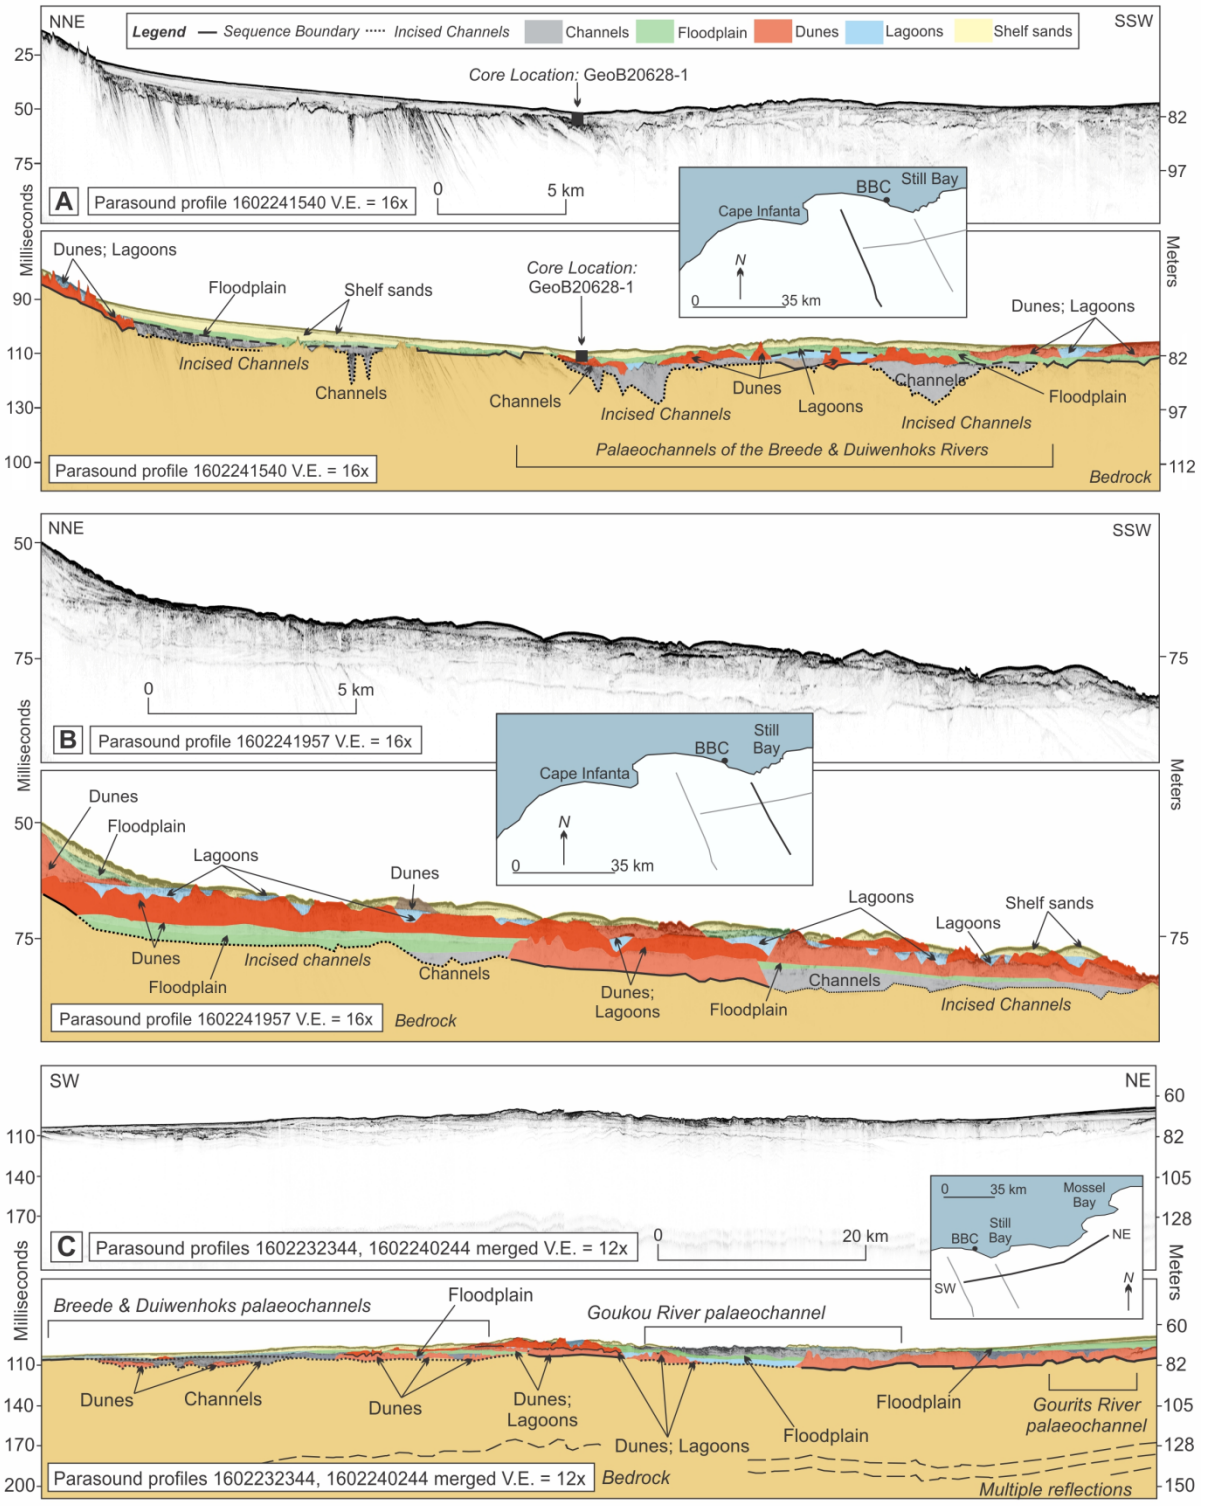 NNE
SSW
Legend Sequence Boundary Incised Channels Channels Floodplain Dunes Lagoons Shelf sands
25
50
75
82
97
Core Location: GeoB20628-1
A Parasound profile 1602241540 V.E. = 16x
0 5 km
Still Bay
BBC
Cape Infanta
N
0 35 km
Milliseconds
Meters
Dunes; Lagoons
Core Location:
GeoB20628-1
Floodplain
Shelf sands
Dunes; Lagoons
90
110
130
100
82
97
112
Incised Channels
Channels
Channels
Incised Channels
Dunes
Lagoons
Channels
Floodplain
Incised Channels
Palaeochannels of the Breede & Duiwenhoks Rivers
Parasound profile 1602241540 V.E. = 16x
Bedrock
NNE
SSW
50
75
75
0 5 km
B Parasound profile 1602241957 V.E. = 16x
Still
Bay
BBC
Cape Infanta
N
0 35 km
Milliseconds
Meters
Dunes
Floodplain
Lagoons
Dunes
Lagoons
Lagoons
Shelf sands
50
75
75
Dunes
Incised channels
Floodplain
Channels
Dunes;
Lagoons
Floodplain
Channels
Incised Channels
Parasound profile 1602241957 V.E. = 16x
Bedrock
SW
NE
110
140
170
60
82
105
128
C Parasound profiles 1602232344, 1602240244 merged V.E. = 12x
0 20 km
0 35 km
Mossel
Bay
Still
Bay
BBC
NE
SW
N
Milliseconds
Meters
Breede & Duiwenhoks palaeochannels
Floodplain
Goukou River palaeochannel
110
140
170
200
60
82
105
128
150
Dunes
Channels
Dunes
Dunes;
Lagoons
Dunes; Lagoons
Floodplain
Floodplain
Gourits River
palaeochannel
Parasound profiles 1602232344, 1602240244 merged V.E. = 12x
Bedrock
Multiple reflections